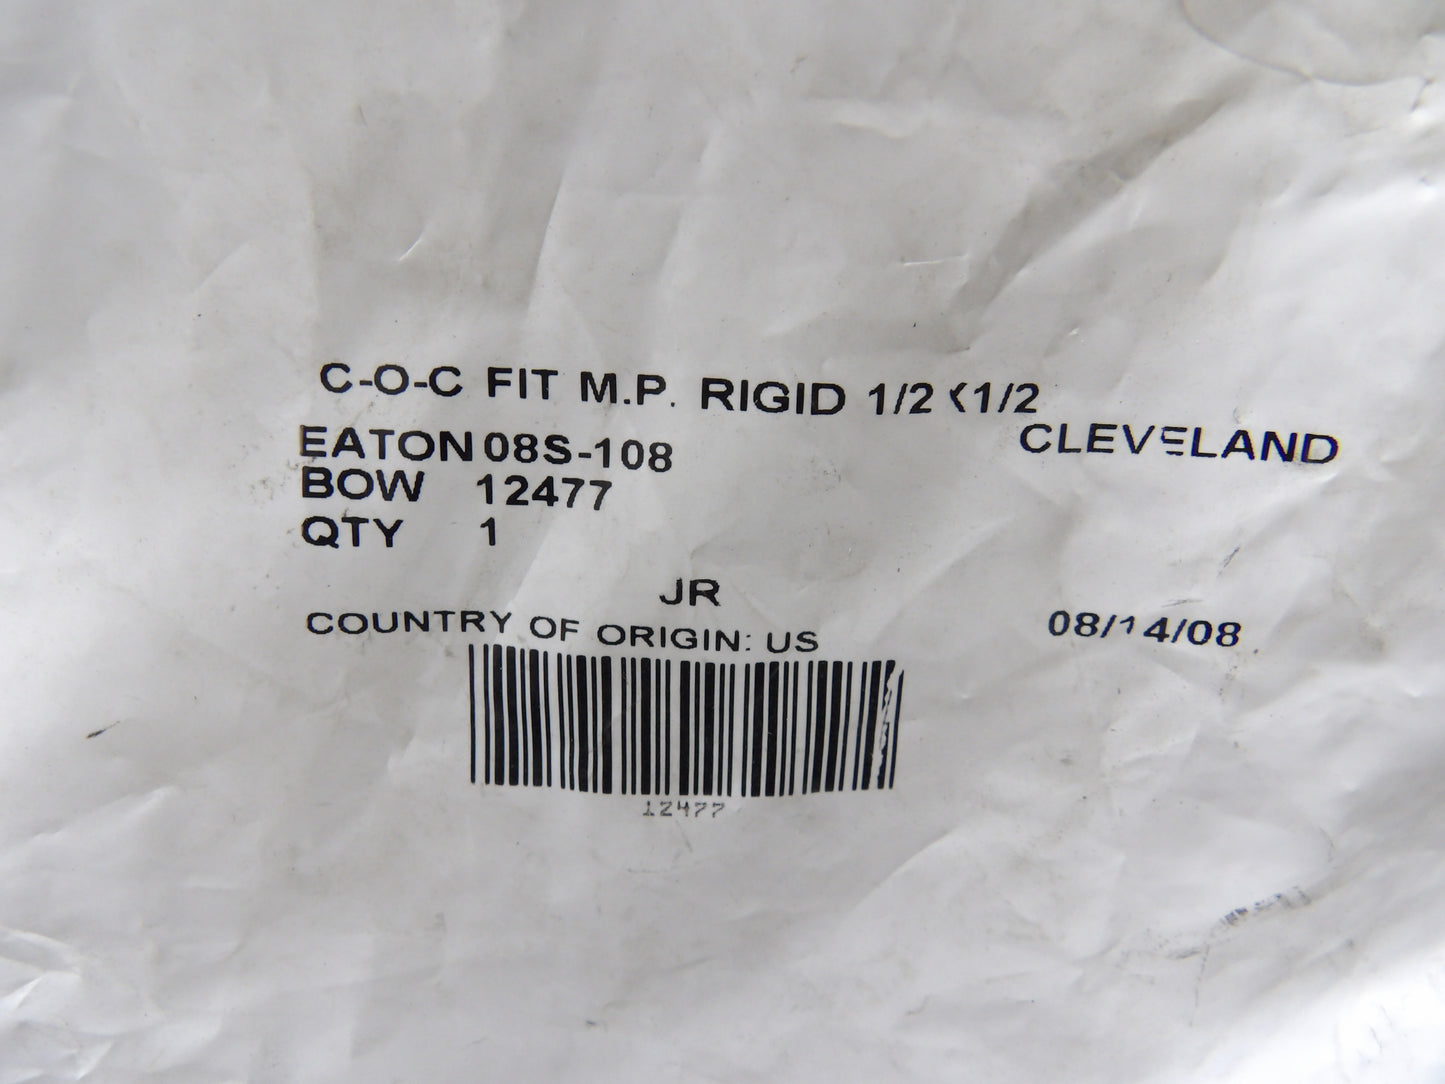 C-O-C FIT M.P. RIGID 1/2 X1/2
EATON 08S-108 CLEVELAND
BOW 12477
QTY 1
JR
COUNTRY OF ORIGIN: US 08/14/08
12477